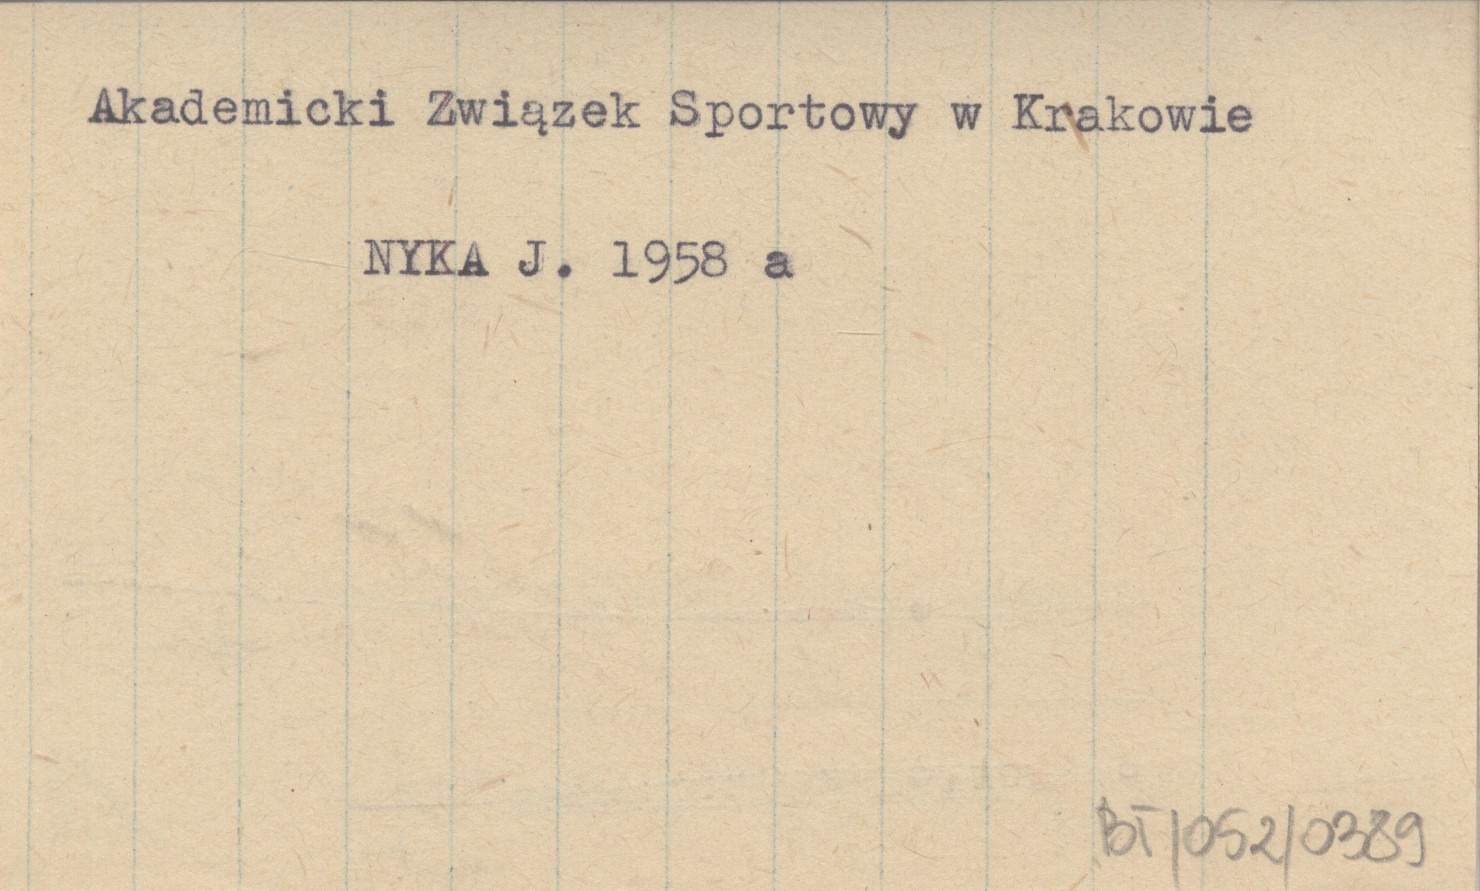 Akademicki Związek Sportowy w Krakowie
NYKA J. 1958 a
BT/052/0389